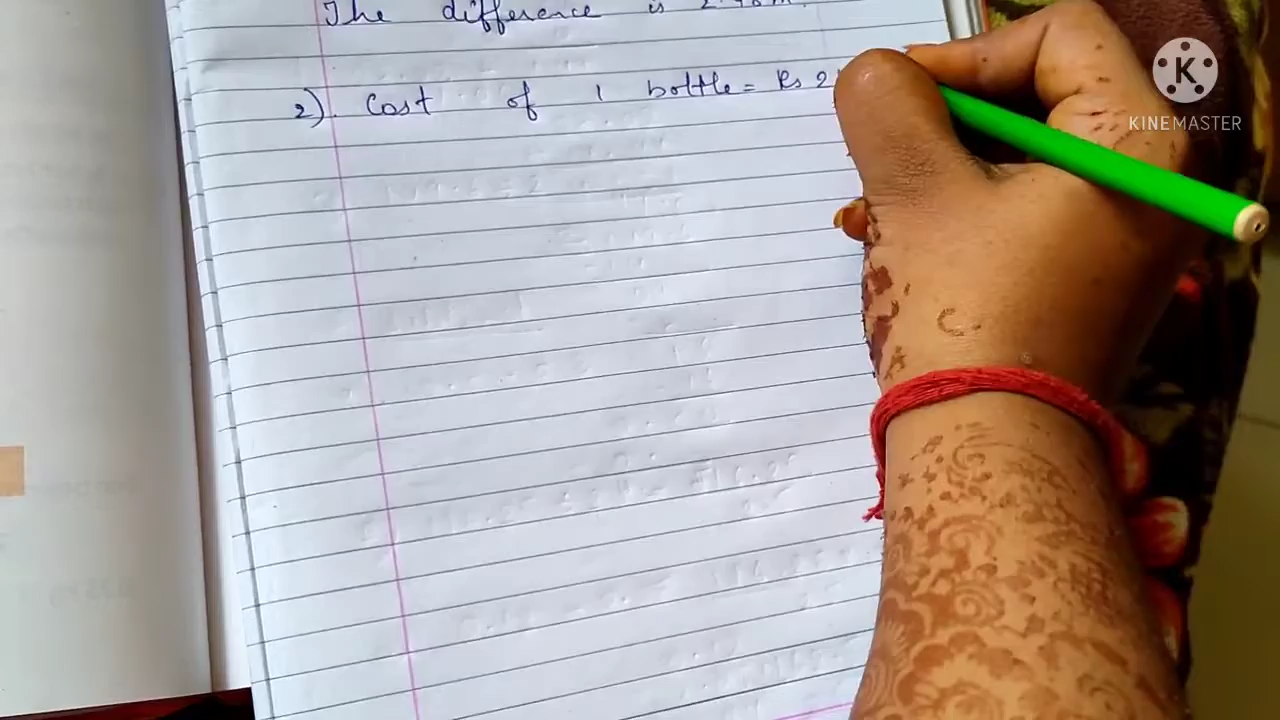 The difference is
2). Cost of 1 bottle = Rs 2
K
KINEMASTER